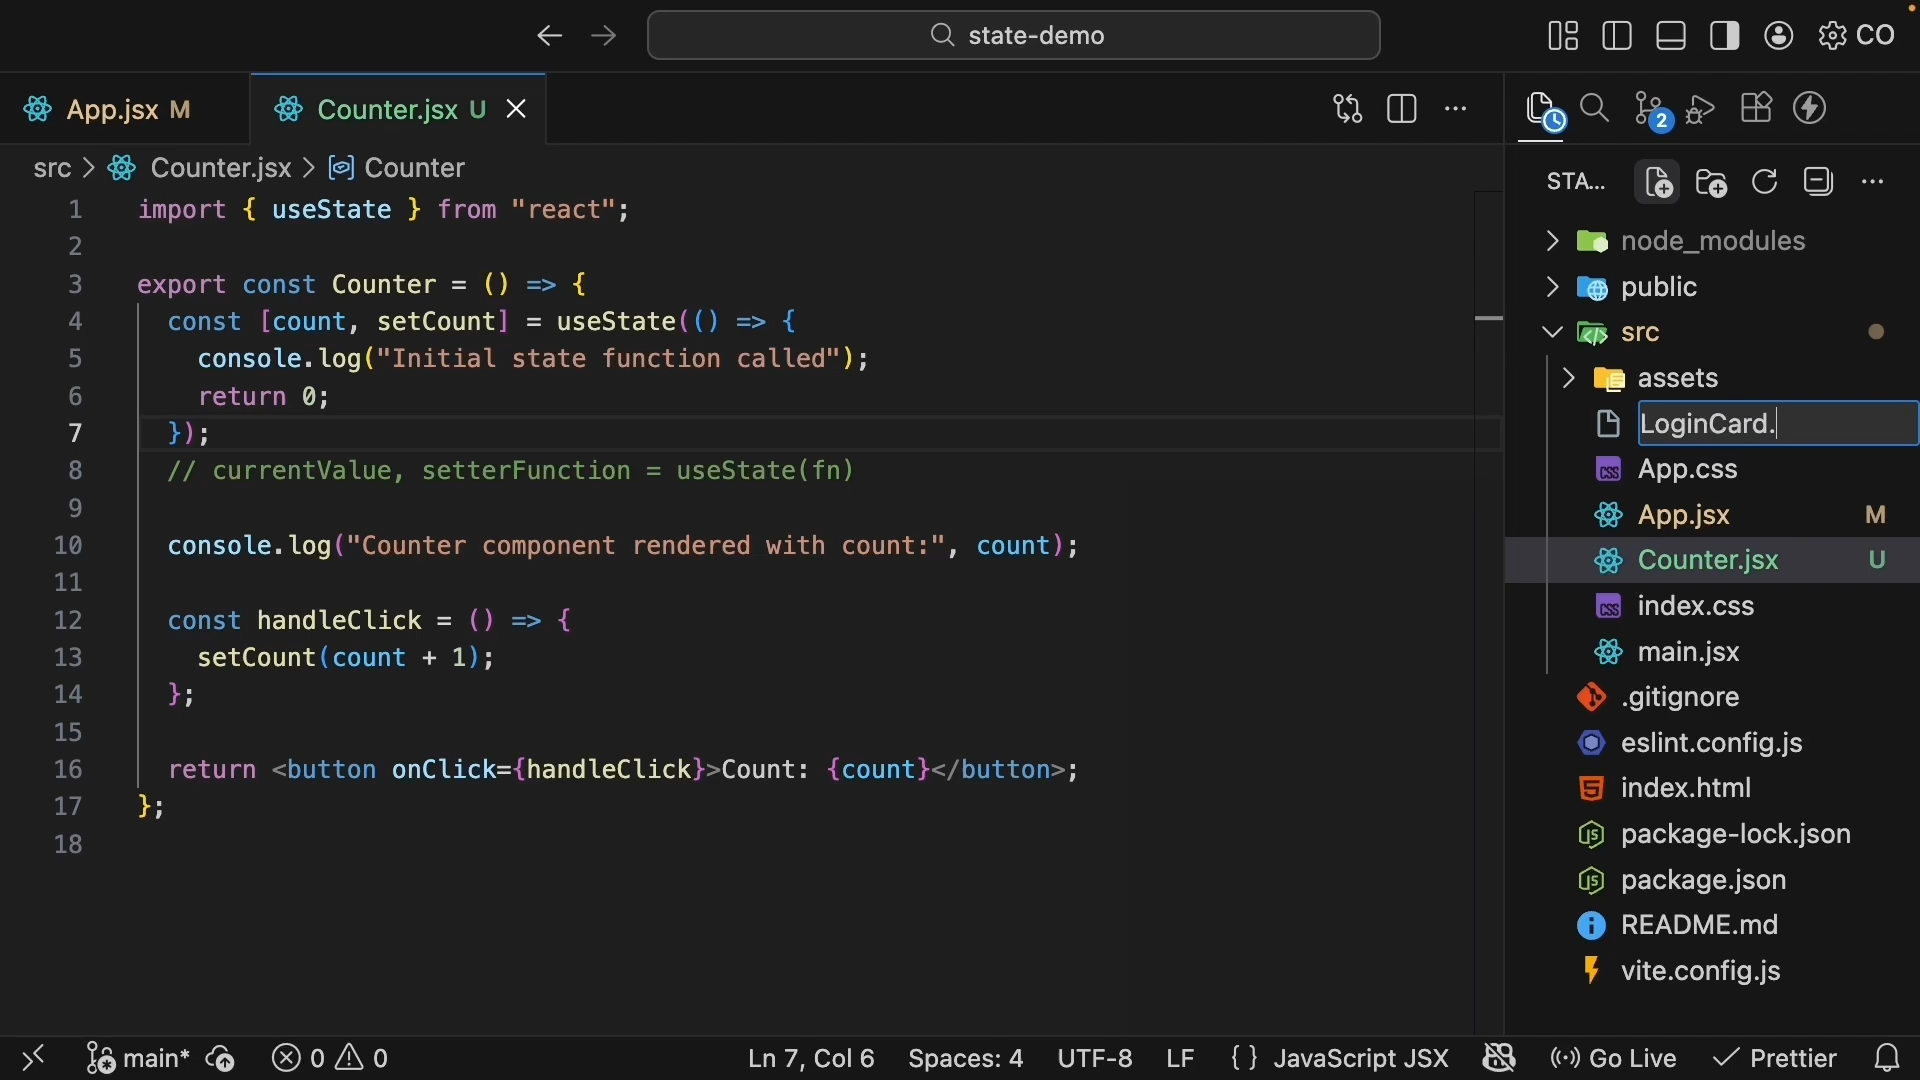 state-demo
CO
App.jsx M
Counter.jsx U
2
src > Counter.jsx > Counter
STA...
1 import { useState } from "react";
2
3 export const Counter = () => {
4 const [count, setCount] = useState(() => {
5 console.log("Initial state function called");
6 return 0;
7 });
8 // currentValue, setterFunction = useState(fn)
9
10 console.log("Counter component rendered with count:", count);
11
12 const handleClick = () => {
13 setCount(count + 1);
14 };
15
16 return <button onClick={handleClick}>Count: {count}</button>;
17 };
18
node_modules
public
src
assets
LoginCard.
App.css
App.jsx M
Counter.jsx U
index.css
main.jsx
.gitignore
eslint.config.js
index.html
package-lock.json
package.json
README.md
vite.config.js
main* 0 0 Ln 7, Col 6 Spaces: 4 UTF-8 LF { } JavaScript JSX Go Live Prettier